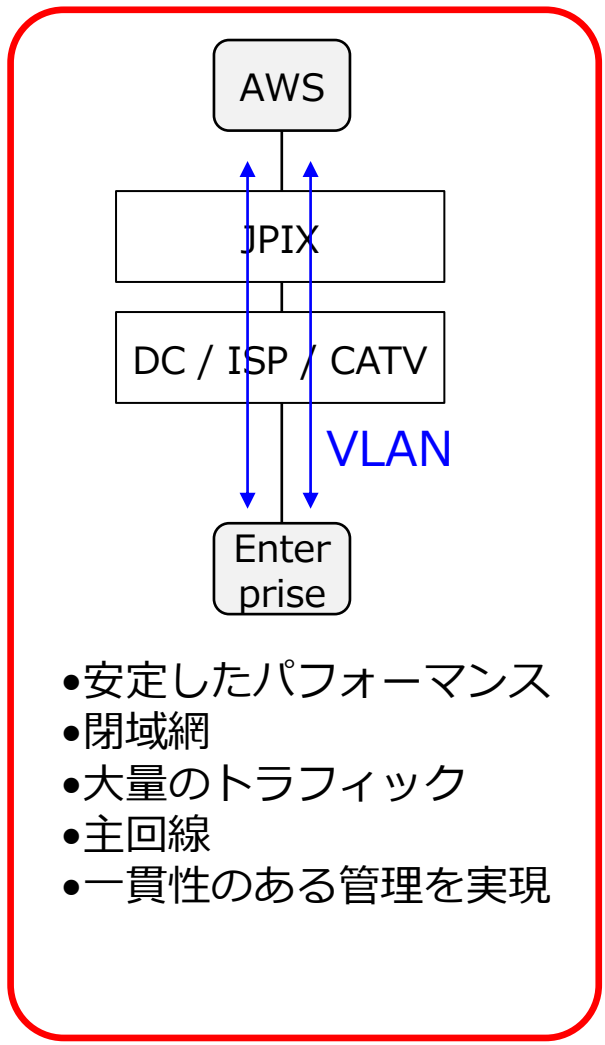 AWS
JPIX
DC / ISP / CATV
VLAN
Enter
prise
•安定したパフォーマンス
•閉域網
•大量のトラフィック
•主回線
•一貫性のある管理を実現